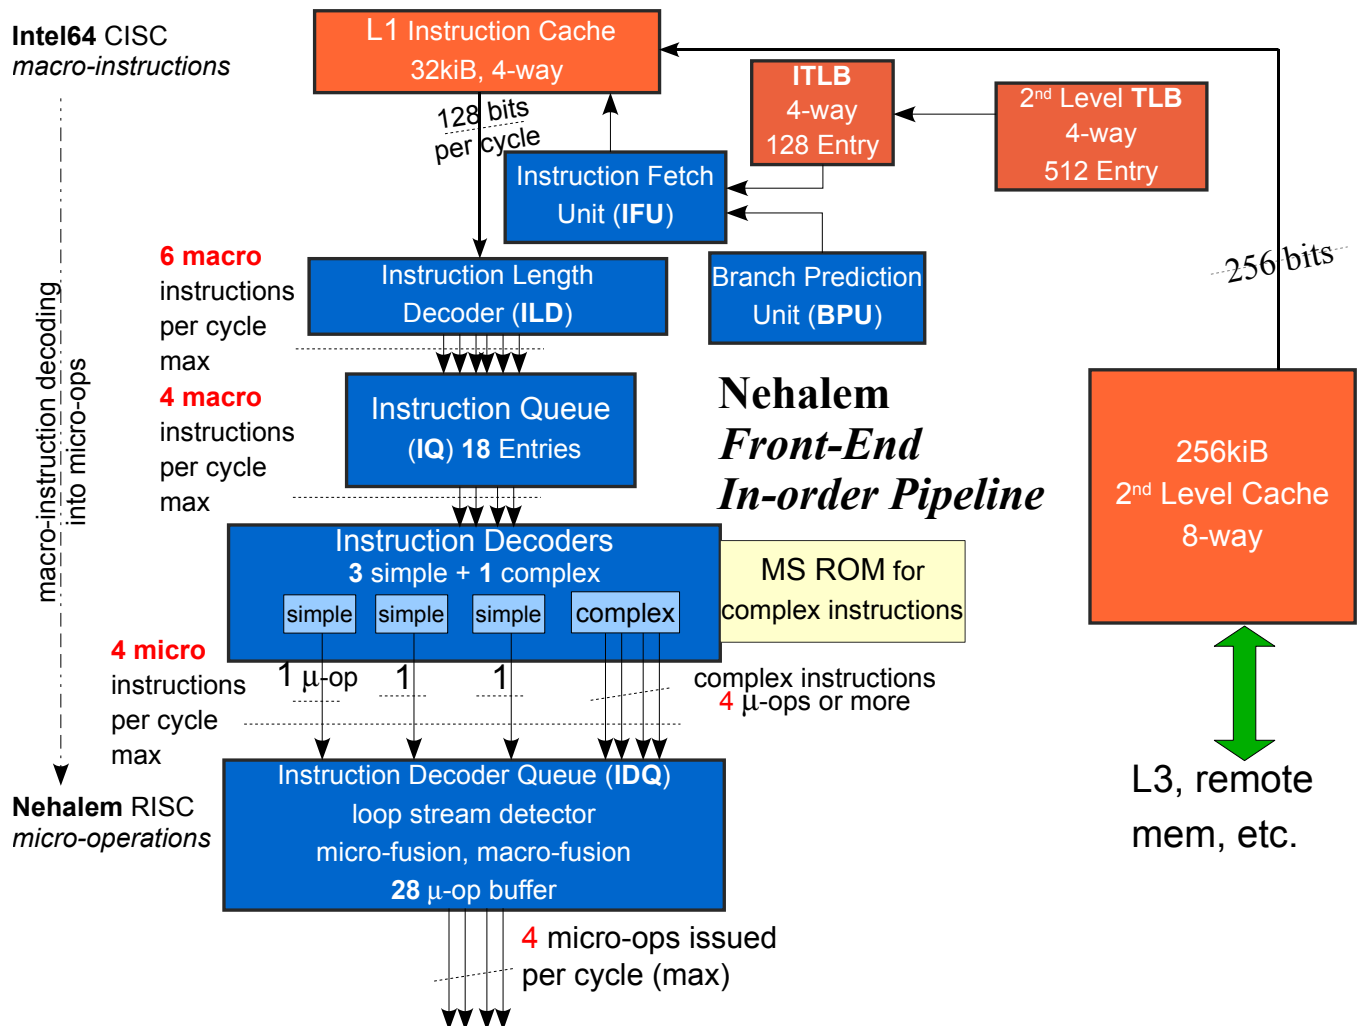 Intel64 CISC
macro-instructions
L1 Instruction Cache
32kiB, 4-way
128 bits
per cycle
ITLB
4-way
128 Entry
2nd Level TLB
4-way
512 Entry
Instruction Fetch
Unit (IFU)
256 bits
6 macro
instructions
per cycle
max
Instruction Length
Decoder (ILD)
Branch Prediction
Unit (BPU)
macro-instruction decoding
into micro-ops
4 macro
instructions
per cycle
max
Instruction Queue
(IQ) 18 Entries
Nehalem
Front-End
In-order Pipeline
256kiB
2nd Level Cache
8-way
Instruction Decoders
3 simple + 1 complex
simple
simple
simple
complex
MS ROM for
complex instructions
4 micro
instructions
per cycle
max
1 μ-op
1
1
complex instructions
4 μ-ops or more
Instruction Decoder Queue (IDQ)
loop stream detector
micro-fusion, macro-fusion
28 μ-op buffer
L3, remote
mem, etc.
Nehalem RISC
micro-operations
4 micro-ops issued
per cycle (max)